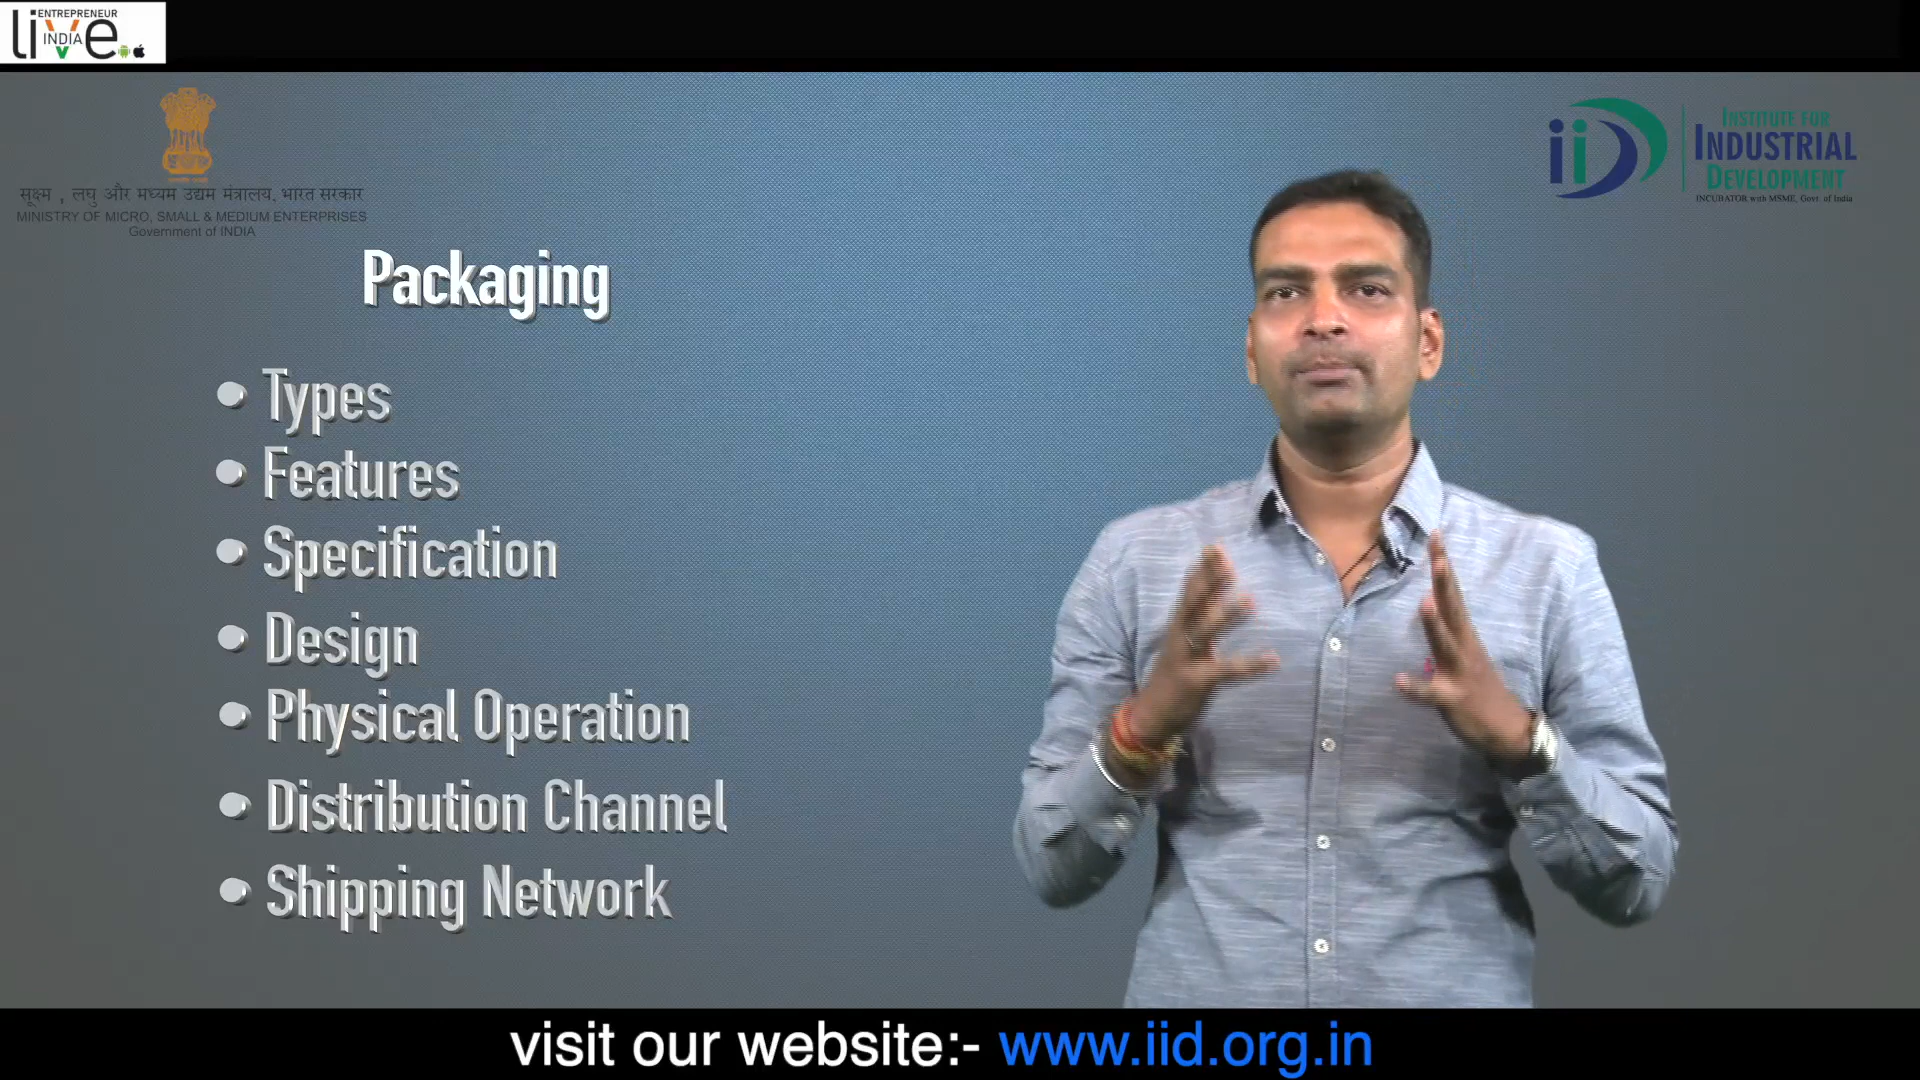 ENTREPRENEUR
INDIA
live
सूक्ष्म , लघु और मध्यम उद्यम मंत्रालय, भारत सरकार
MINISTRY OF MICRO, SMALL & MEDIUM ENTERPRISES
Government of INDIA
iiD
INSTITUTE FOR
INDUSTRIAL
DEVELOPMENT
INCUBATOR with MSME, Govt. of India
Packaging
• Types
• Features
• Specification
• Design
• Physical Operation
• Distribution Channel
• Shipping Network
visit our website:- www.iid.org.in